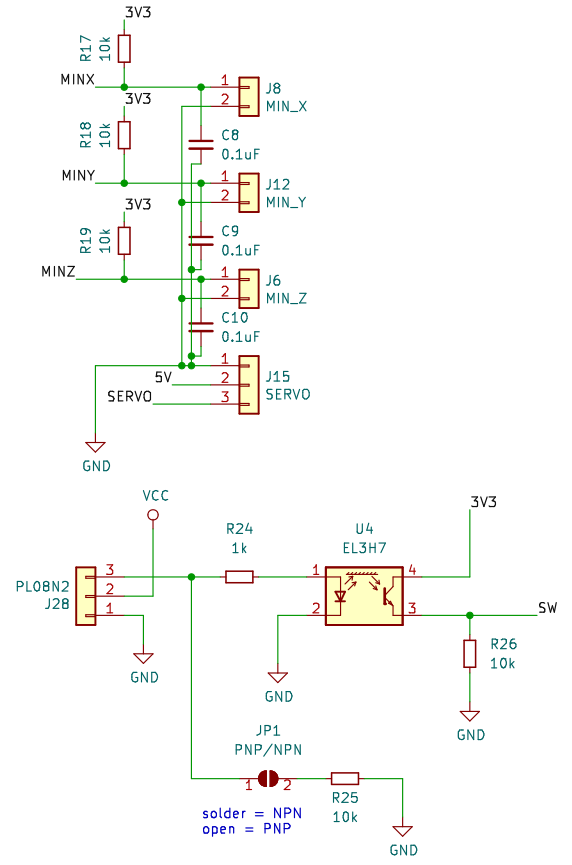 3V3
R17
10k
MINX
1
2
J8
MIN_X
3V3
R18
10k
C8
0.1uF
MINY
1
2
J12
MIN_Y
3V3
R19
10k
C9
0.1uF
MINZ
1
2
J6
MIN_Z
C10
0.1uF
5V
SERVO
1
2
3
J15
SERVO
GND
VCC
R24
1k
U4
EL3H7
3V3
PL08N2
J28
3
2
1
1
2
4
3
SW
GND
GND
R26
10k
GND
JP1
PNP/NPN
1
2
R25
10k
solder = NPN
open = PNP
GND